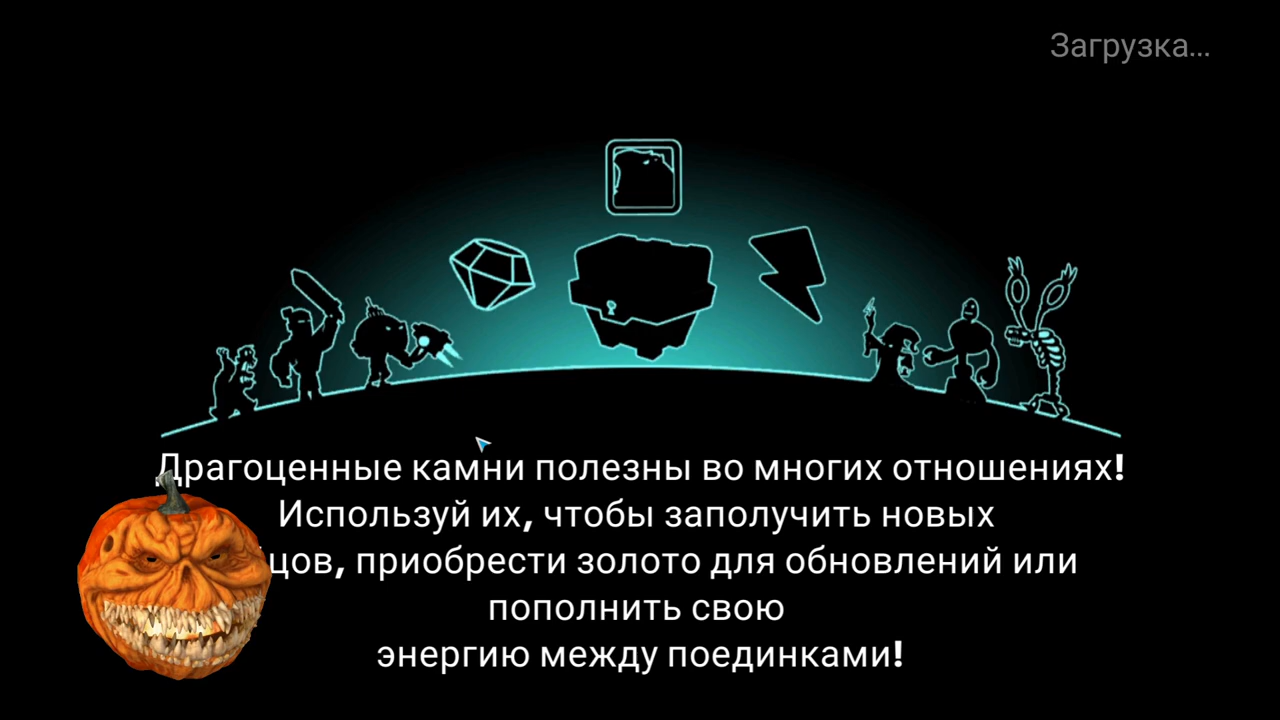 Загрузка...
Драгоценные камни полезны во многих отношениях!
Используй их, чтобы заполучить новых
приобрести золото для обновлений или
пополнить свою
энергию между поединками!